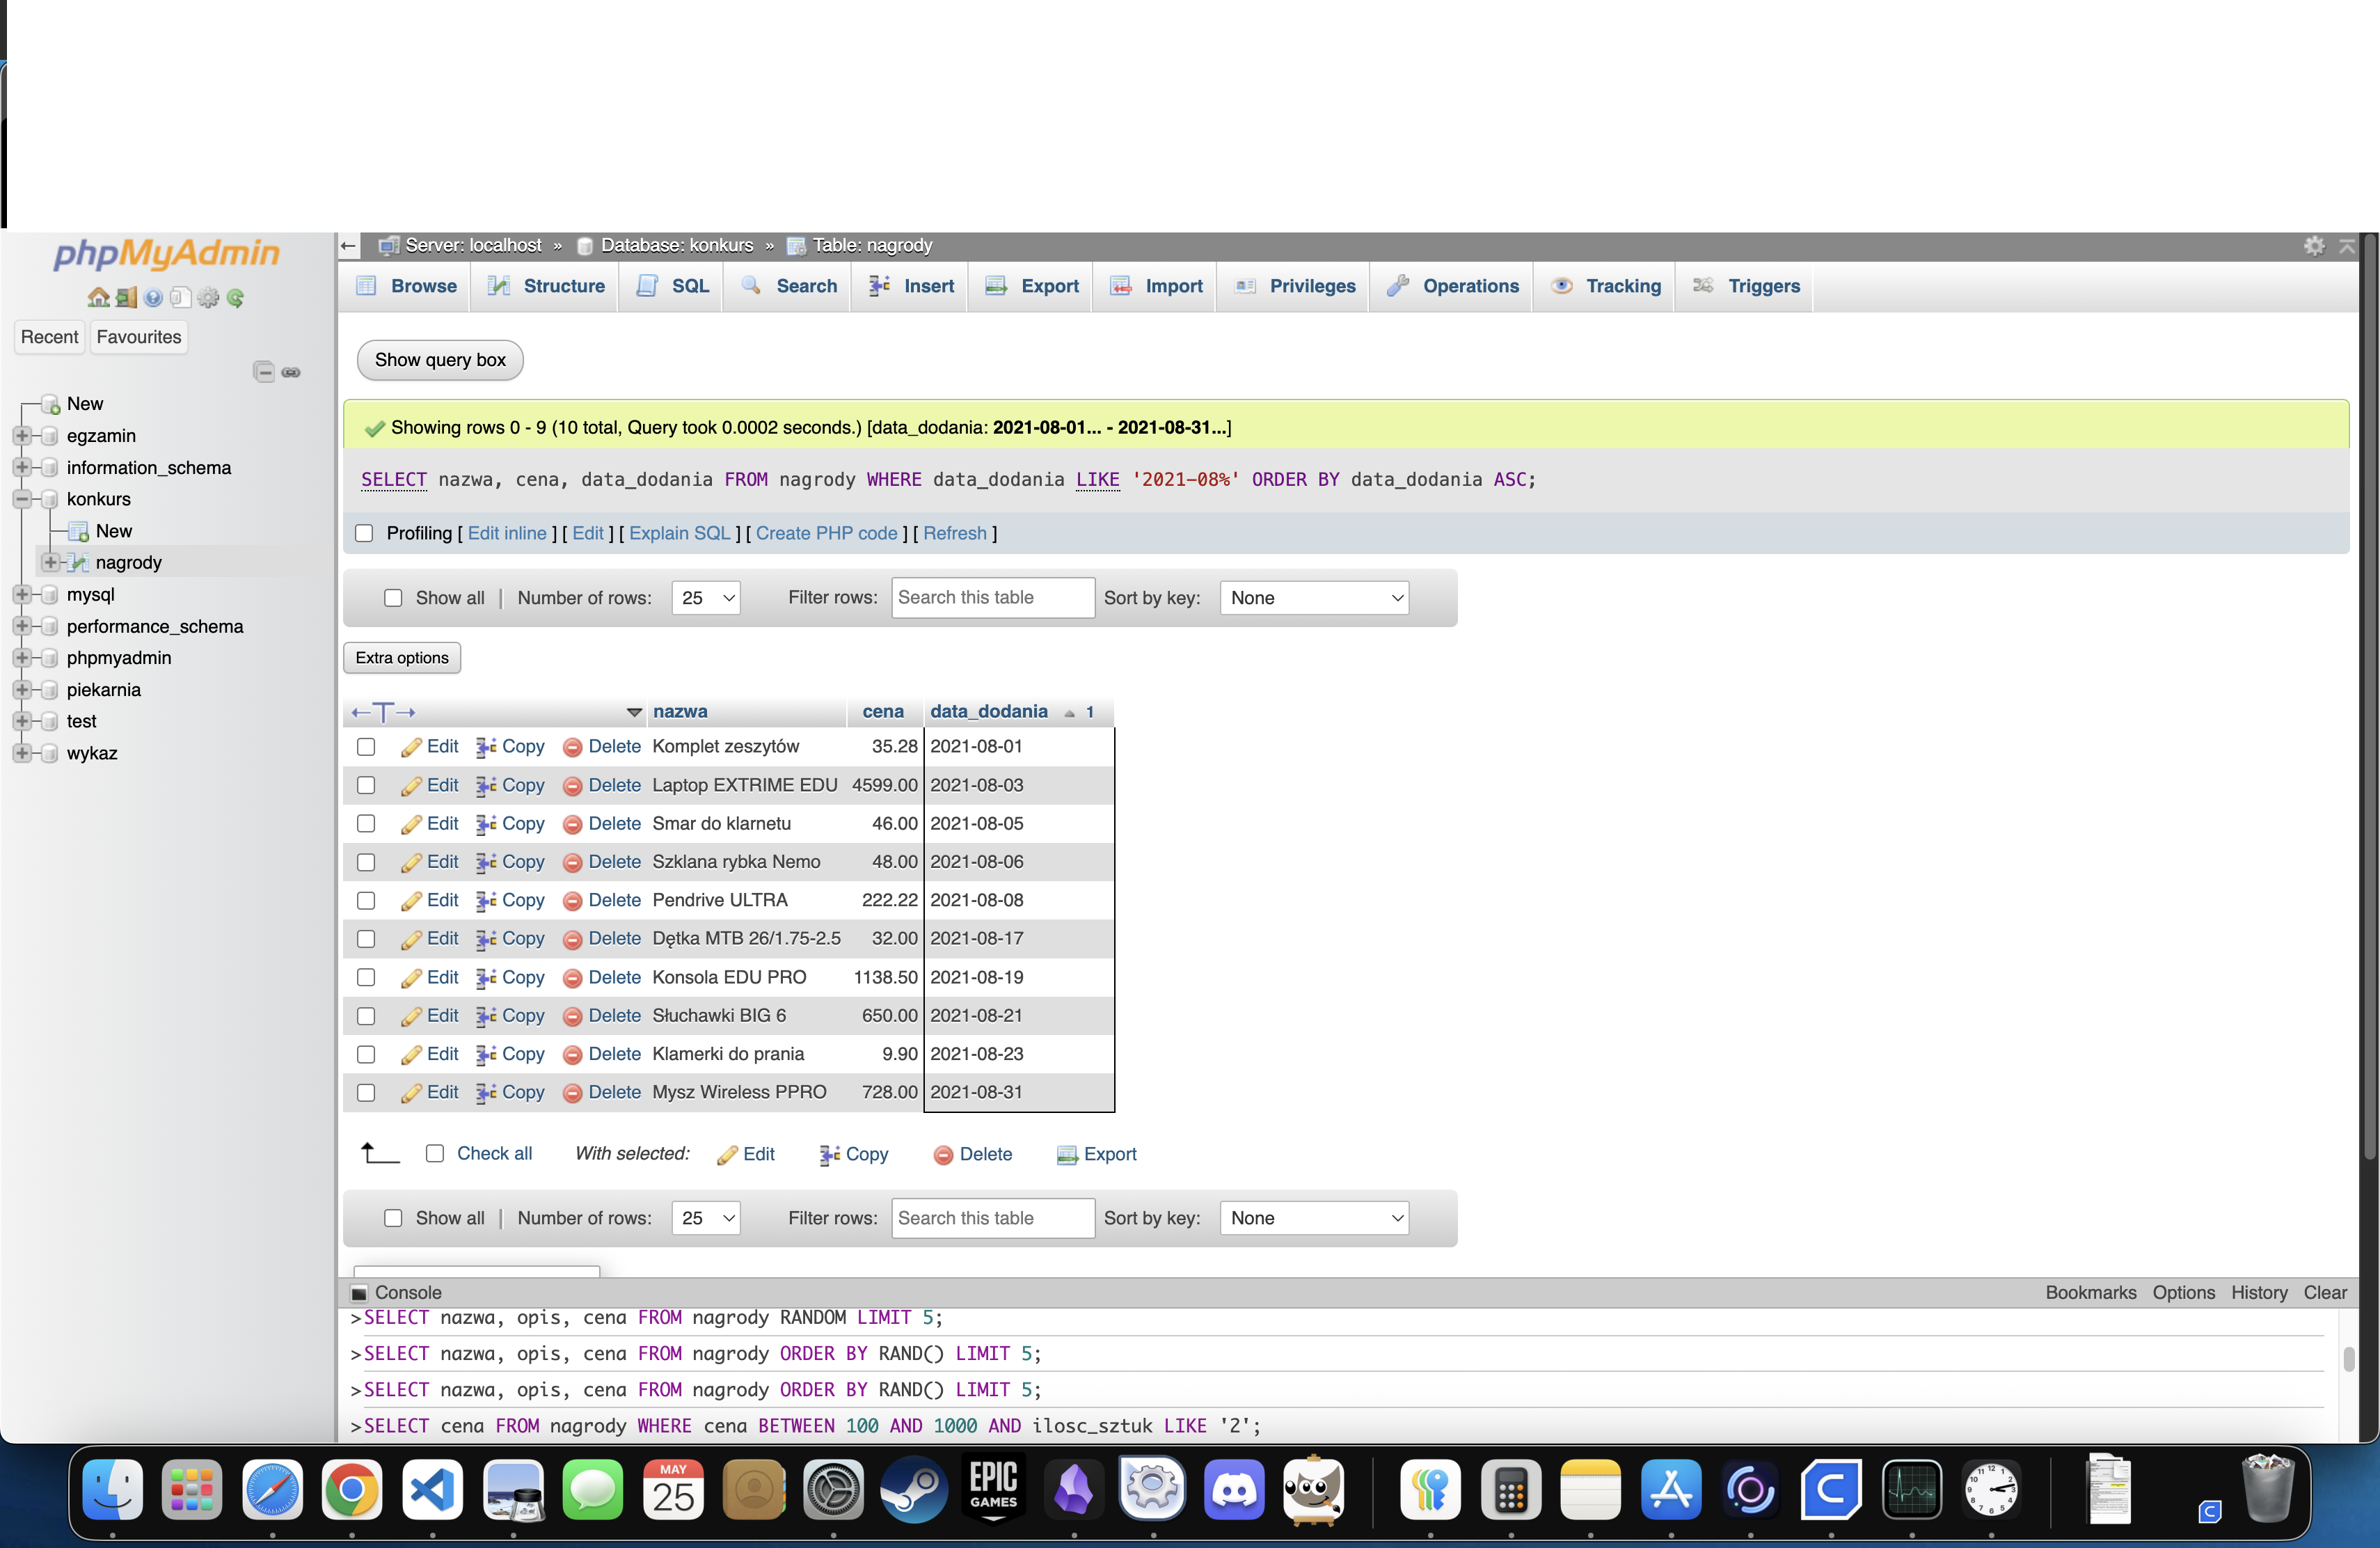 phpMyAdmin
Recent Favourites
New
egzamin
information_schema
konkurs
New
nagrody
mysql
performance_schema
phpmyadmin
piekarnia
test
wykaz
Server: localhost » Database: konkurs » Table: nagrody
Browse Structure SQL Search Insert Export Import Privileges Operations Tracking Triggers
Show query box
Showing rows 0 - 9 (10 total, Query took 0.0002 seconds.) [data_dodania: 2021-08-01... - 2021-08-31...]
SELECT nazwa, cena, data_dodania FROM nagrody WHERE data_dodania LIKE '2021-08%' ORDER BY data_dodania ASC;
Profiling [ Edit inline ] [ Edit ] [ Explain SQL ] [ Create PHP code ] [ Refresh ]
Show all | Number of rows: 25 Filter rows: Search this table Sort by key: None
Extra options
←T→ nazwa cena data_dodania 1
Edit Copy Delete Komplet zeszytów 35.28 2021-08-01
Edit Copy Delete Laptop EXTRIME EDU 4599.00 2021-08-03
Edit Copy Delete Smar do klarnetu 46.00 2021-08-05
Edit Copy Delete Szklana rybka Nemo 48.00 2021-08-06
Edit Copy Delete Pendrive ULTRA 222.22 2021-08-08
Edit Copy Delete Dętka MTB 26/1.75-2.5 32.00 2021-08-17
Edit Copy Delete Konsola EDU PRO 1138.50 2021-08-19
Edit Copy Delete Słuchawki BIG 6 650.00 2021-08-21
Edit Copy Delete Klamerki do prania 9.90 2021-08-23
Edit Copy Delete Mysz Wireless PPRO 728.00 2021-08-31
Check all With selected: Edit Copy Delete Export
Show all | Number of rows: 25 Filter rows: Search this table Sort by key: None
Console Bookmarks Options History Clear
>SELECT nazwa, opis, cena FROM nagrody RANDOM LIMIT 5;
>SELECT nazwa, opis, cena FROM nagrody ORDER BY RAND() LIMIT 5;
>SELECT nazwa, opis, cena FROM nagrody ORDER BY RAND() LIMIT 5;
>SELECT cena FROM nagrody WHERE cena BETWEEN 100 AND 1000 AND ilosc_sztuk LIKE '2';
MAY
25
EPIC
GAMES